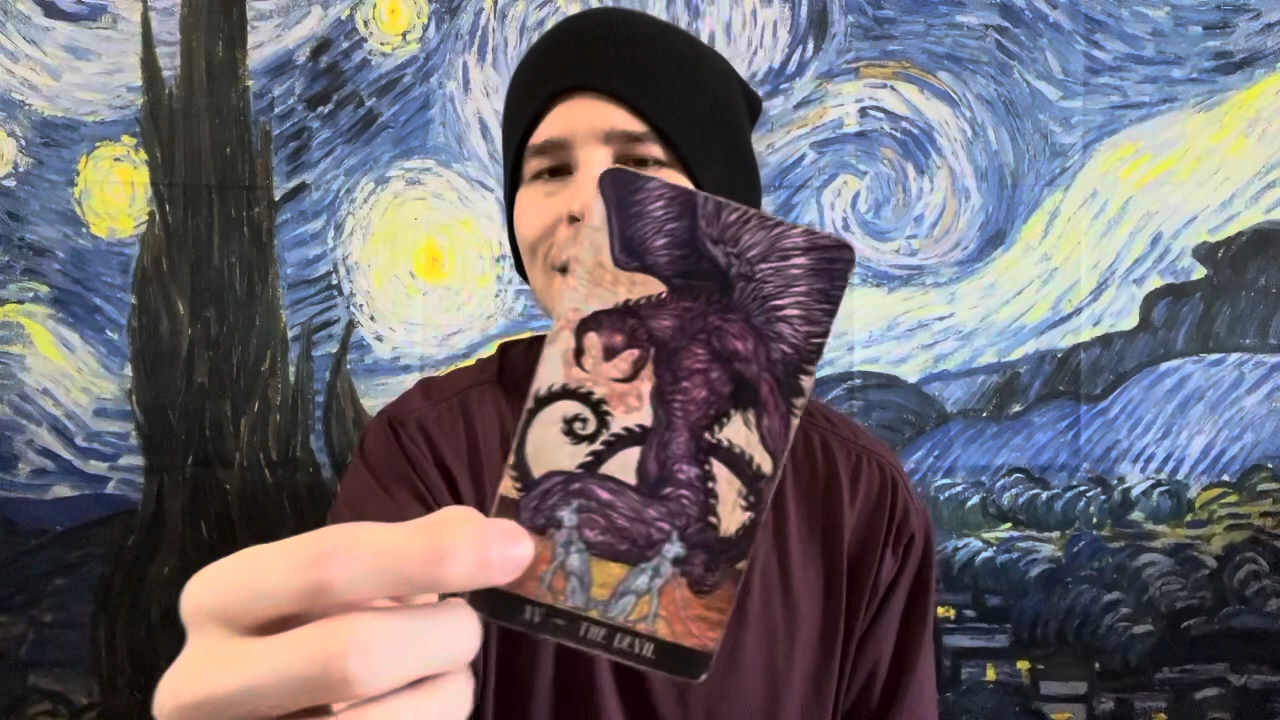 XV — THE DEVIL